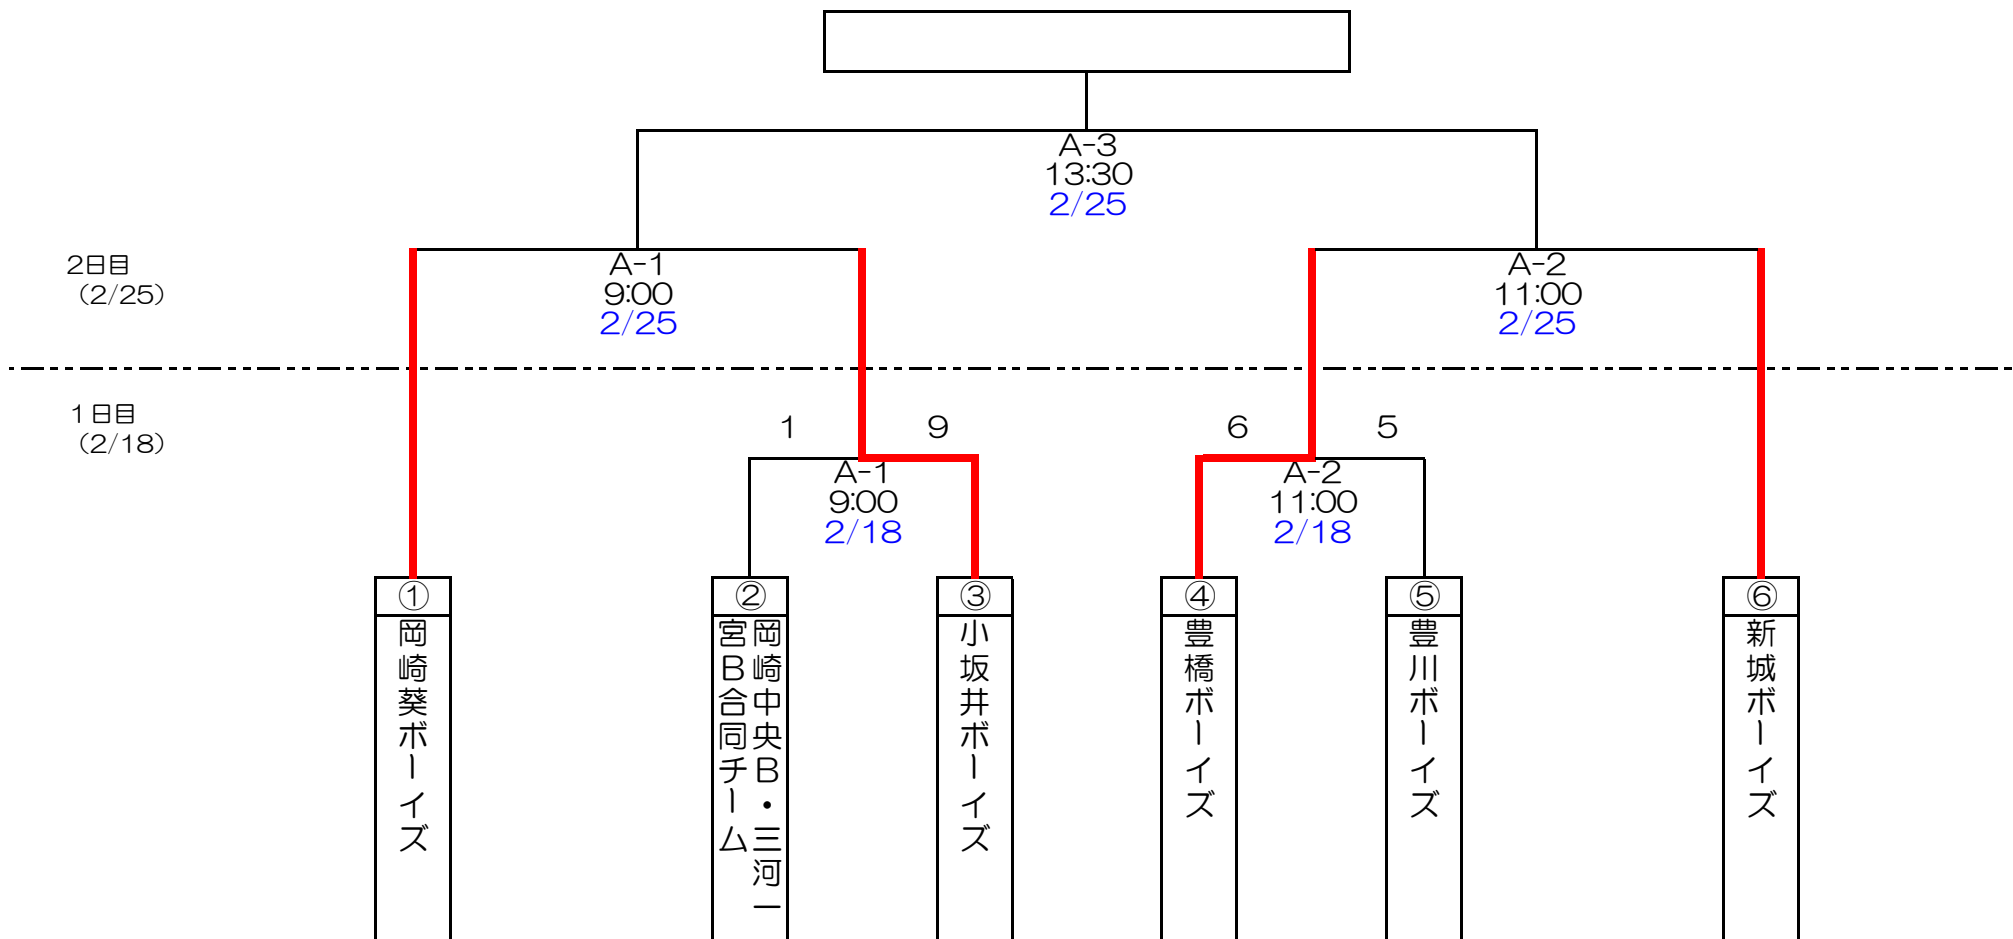 A-3
13:30
2/25
2日目
（2/25）
A-1
9:00
2/25
A-2
11:00
2/25
1日目
（2/18）
1
9
6
5
A-1
9:00
2/18
A-2
11:00
2/18
①
岡崎葵ボーイズ
②
岡崎中央B・三河一
宮B合同チーム
③
小坂井ボーイズ
④
豊橋ボーイズ
⑤
豊川ボーイズ
⑥
新城ボーイズ